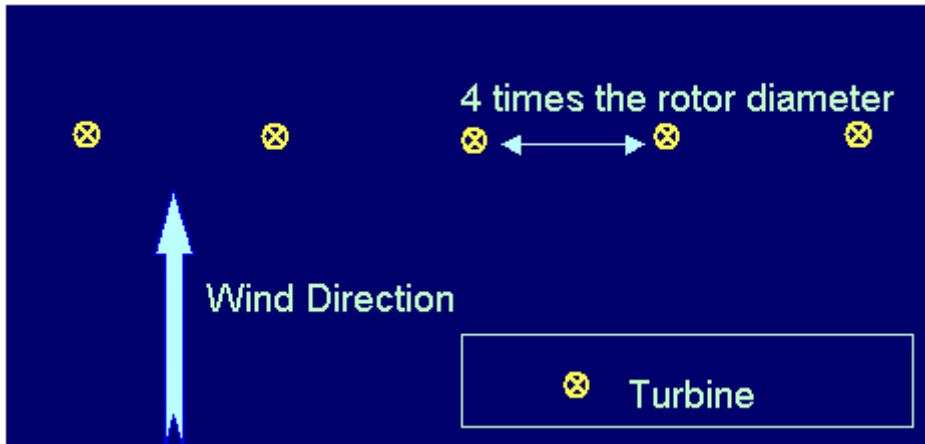 4 times the rotor diameter
Wind Direction
Turbine